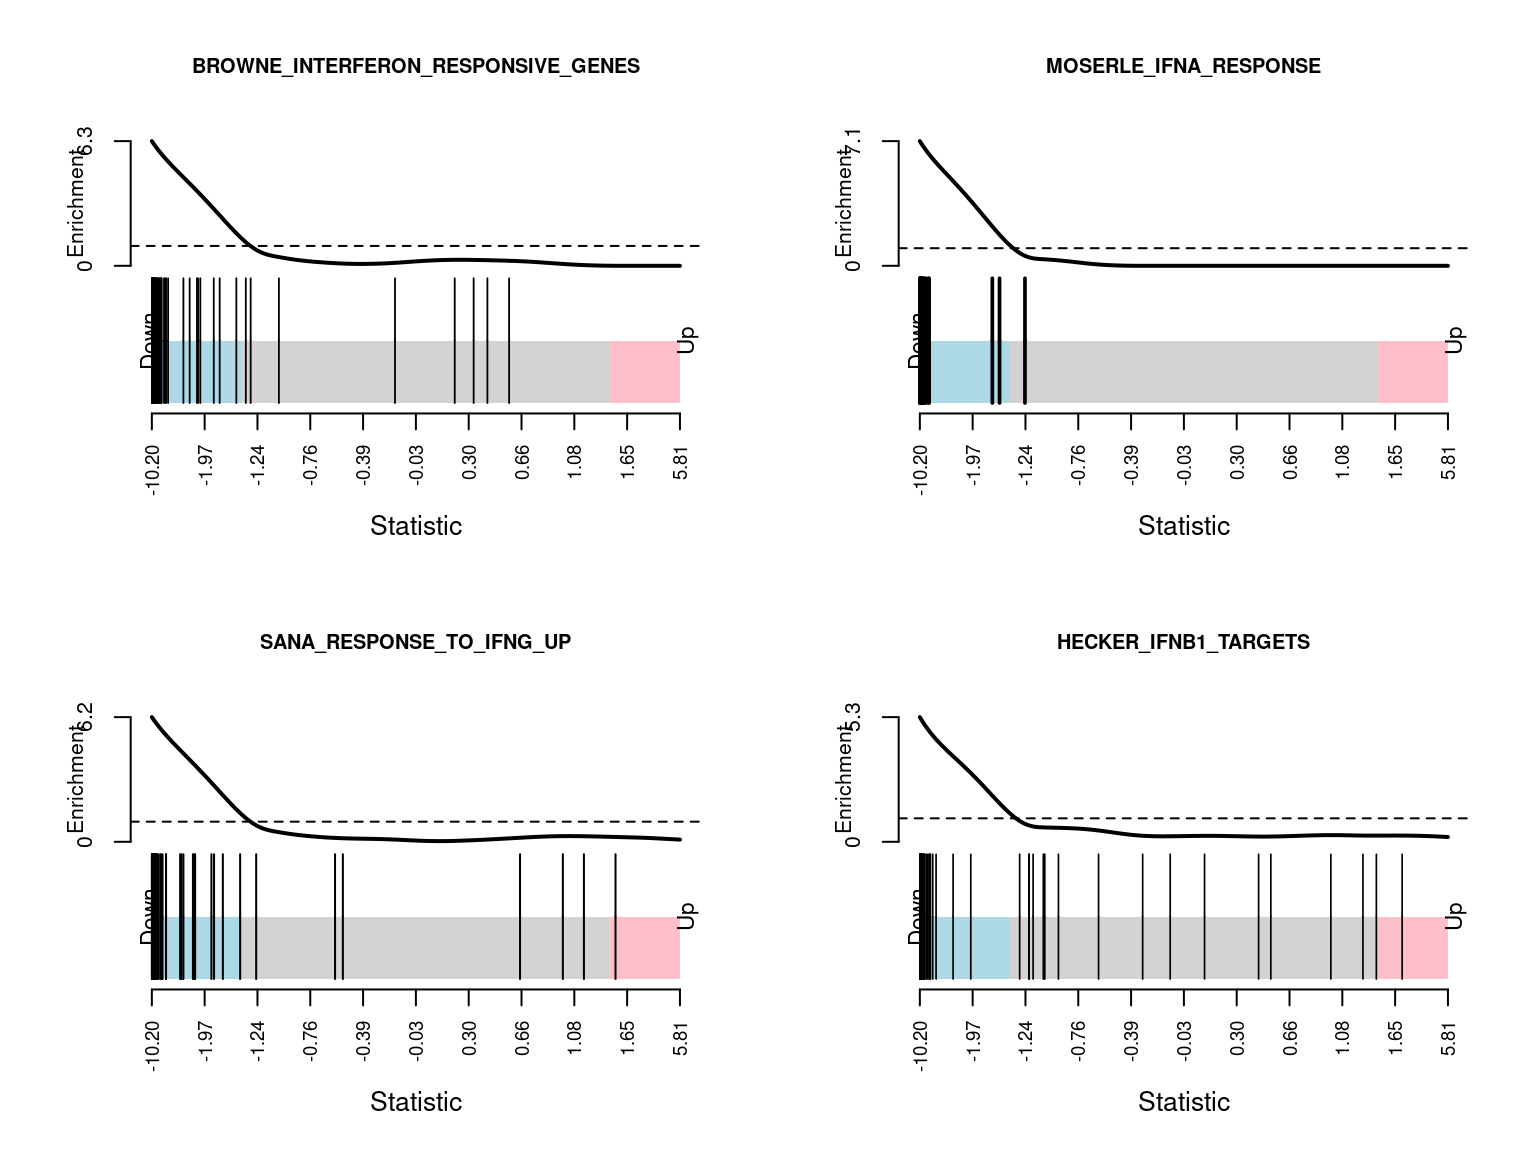 BROWNE_INTERFERON_RESPONSIVE_GENES
Enrichment
0 6.3
Down
Up
-10.20 -1.97 -1.24 -0.76 -0.39 -0.03 0.30 0.66 1.08 1.65 5.81
Statistic
MOSERLE_IFNA_RESPONSE
Enrichment
0 7.1
Down
Up
-10.20 -1.97 -1.24 -0.76 -0.39 -0.03 0.30 0.66 1.08 1.65 5.81
Statistic
SANA_RESPONSE_TO_IFNG_UP
Enrichment
0 6.2
Down
Up
-10.20 -1.97 -1.24 -0.76 -0.39 -0.03 0.30 0.66 1.08 1.65 5.81
Statistic
HECKER_IFNB1_TARGETS
Enrichment
0 5.3
Down
Up
-10.20 -1.97 -1.24 -0.76 -0.39 -0.03 0.30 0.66 1.08 1.65 5.81
Statistic